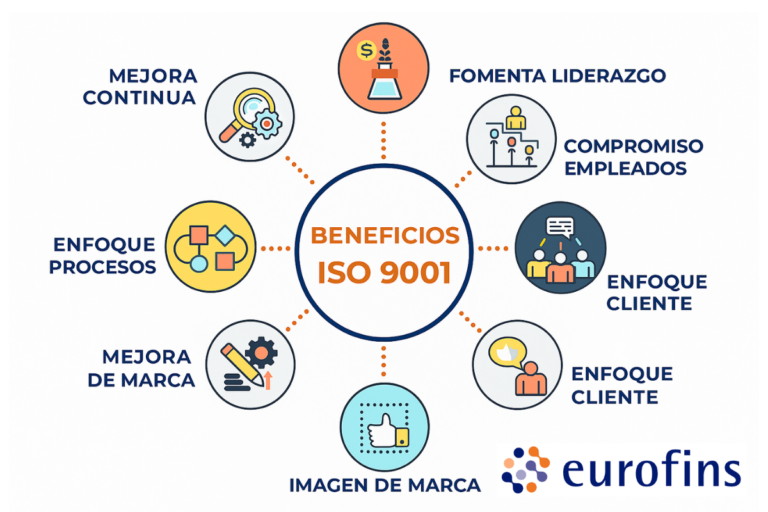 MEJORA
CONTINUA
FOMENTA LIDERAZGO
COMPROMISO
EMPLEADOS
BENEFICIOS
ISO 9001
ENFOQUE
PROCESOS
ENFOQUE
CLIENTE
MEJORA
DE MARCA
ENFOQUE
CLIENTE
IMAGEN DE MARCA
eurofins